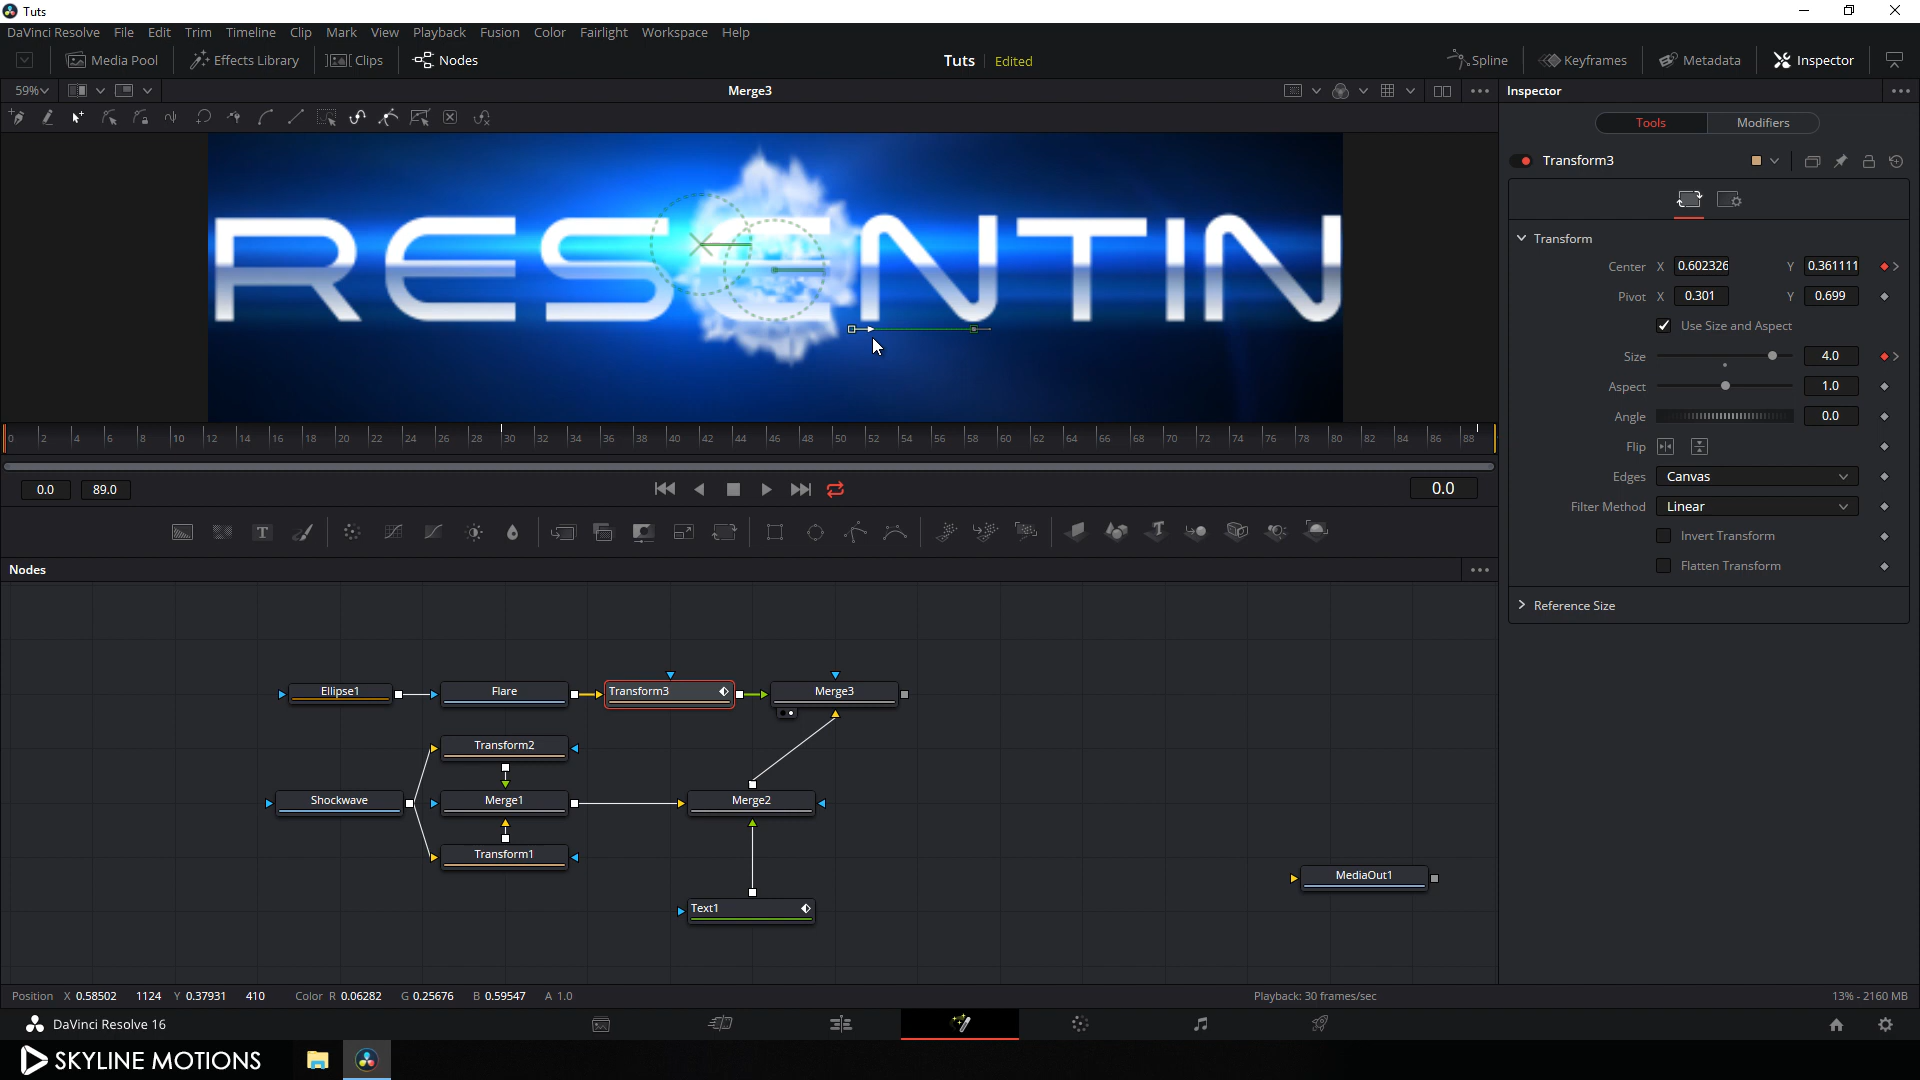 Tuts
DaVinci Resolve File Edit Trim Timeline Clip Mark View Playback Fusion Color Fairlight Workspace Help
Media Pool Effects Library Clips Nodes Tuts Edited Spline Keyframes Metadata Inspector
59% Merge3 Inspector
Tools Modifiers
Transform3
RESENTIN
Transform
Center X 0.602326 Y 0.361111
Pivot X 0.301 Y 0.699
Use Size and Aspect
Size 4.0
Aspect 1.0
Angle 0.0
Flip
Edges Canvas
Filter Method Linear
Invert Transform
Flatten Transform
Reference Size
0 2 4 6 8 10 12 14 16 18 20 22 24 26 28 30 32 34 36 38 40 42 44 46 48 50 52 54 56 58 60 62 64 66 68 70 72 74 76 78 80 82 84 86 88
0.0 89.0 0.0
Nodes
Ellipse1 Flare Transform3 Merge3
Transform2
Shockwave Merge1 Merge2
Transform1
MediaOut1
Text1
Position X 0.58502 1124 Y 0.37931 410 Color R 0.06282 G 0.25676 B 0.59547 A 1.0 Playback: 30 frames/sec 13% - 2160 MB
DaVinci Resolve 16
SKYLINE MOTIONS